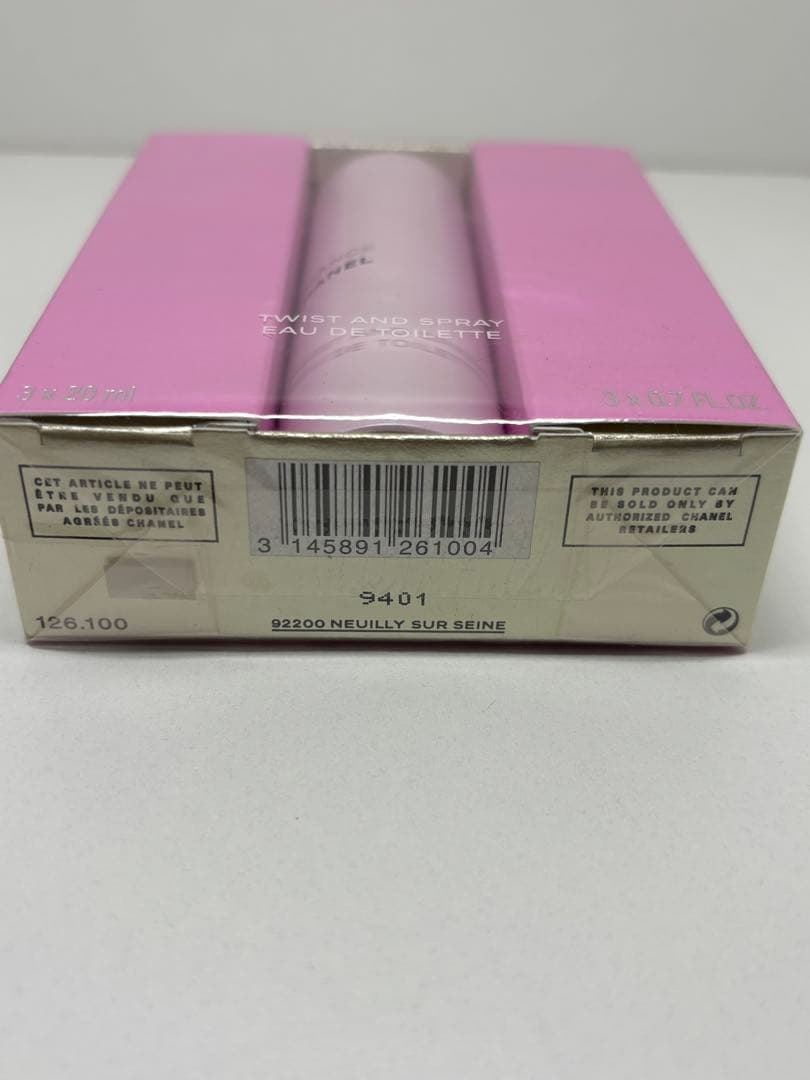 CHANEL
TWIST AND SPRAY
EAU DE TOILETTE
3 x 20 ml
3 x 0.7 FL. OZ.
CET ARTICLE NE PEUT
ÊTRE VENDU QUE
PAR LES DÉPOSITAIRES
AGRÉÉS CHANEL
3 145891 261004
THIS PRODUCT CAN
BE SOLD ONLY BY
AUTHORIZED CHANEL
RETAILERS
9401
126.100
92200 NEUILLY SUR SEINE